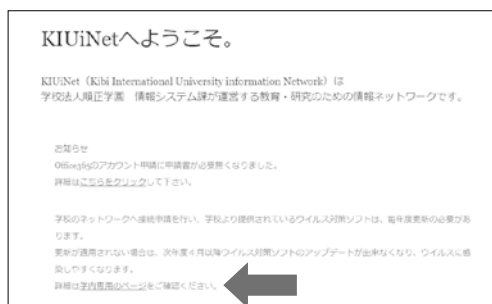 KIUiNetへようこそ。
KIUiNet（Kibi International University information Network）は
学校法人順正学園　情報システム課が運営する教育・研究のための情報ネットワークです。
お知らせ
Office365のアカウント申請に申請書が必要無くなりました。
詳細はこちらをクリックして下さい。
学校のネットワークへ接続申請を行い、学校より提供されているウイルス対策ソフトは、毎年度更新の必要があ
ります。
更新が適用されない場合は、次年度４月以降ウイルス対策ソフトのアップデートが出来なくなり、ウイルスに感
染しやすくなります。
詳細は学内専用のページをご確認ください。